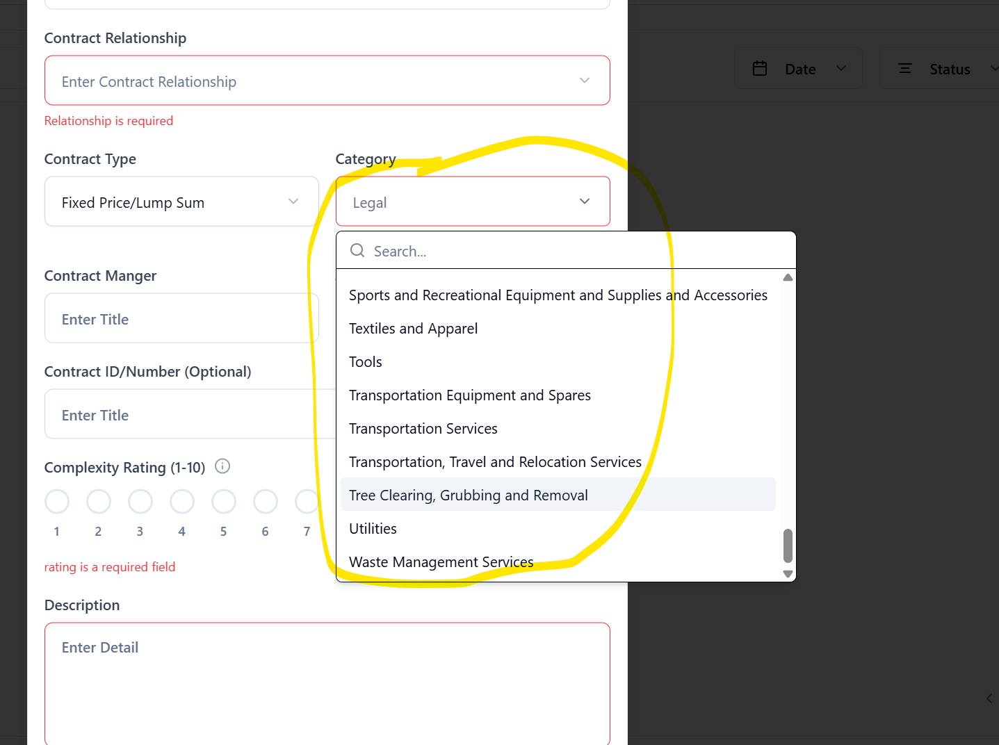 Contract Relationship
Date
Status
Enter Contract Relationship
Relationship is required
Contract Type
Category
Fixed Price/Lump Sum
Legal
Search...
Contract Manger
Sports and Recreational Equipment and Supplies and Accessories
Enter Title
Textiles and Apparel
Tools
Contract ID/Number (Optional)
Transportation Equipment and Spares
Enter Title
Transportation Services
Complexity Rating (1-10)
Transportation, Travel and Relocation Services
Tree Clearing, Grubbing and Removal
1 2 3 4 5 6 7
Utilities
rating is a required field
Waste Management Services
Description
Enter Detail